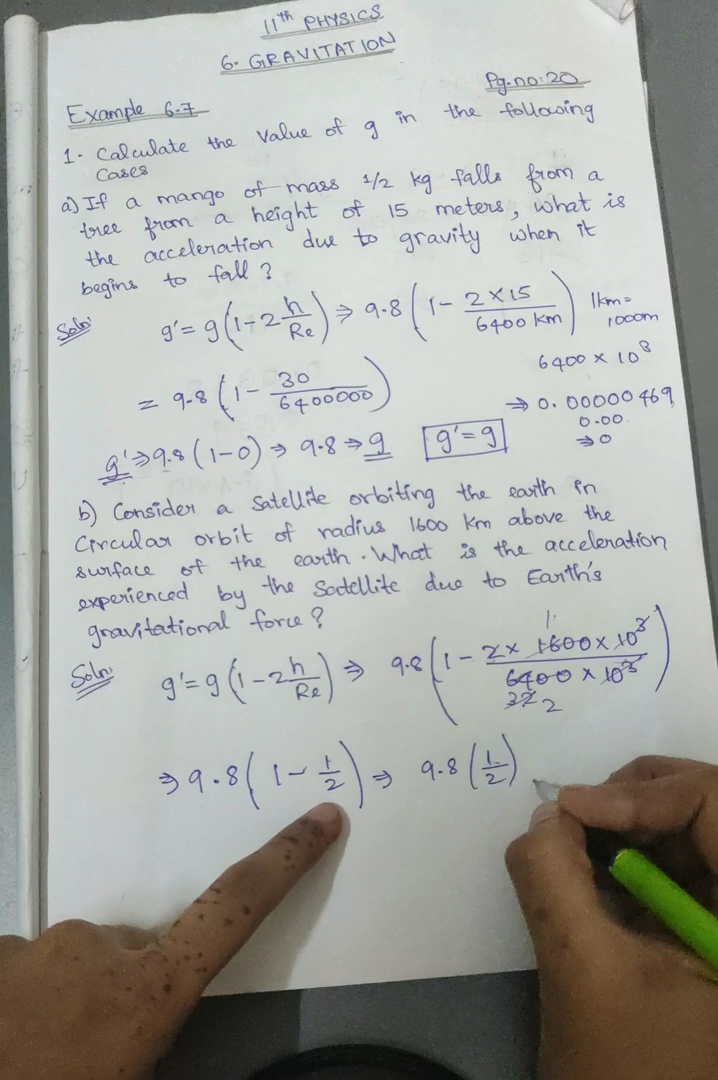 11th PHYSICS
6. GRAVITATION
Pg.no:20
Example 6.7
1. Calculate the value of g in the following
cases
a) If a mango of mass 1/2 kg falls from a
tree from a height of 15 meters, what is
the acceleration due to gravity when it
begins to fall?
Soln: g' = g(1-2 h/Re) ⇒ 9.8 (1 - 2×15/6400 km) 1km = 1000m
6400 × 10³
= 9.8 (1 - 30/6400000) ⇒ 0.00000469
0.00
⇒ 0
g' ⇒ 9.8 (1-0) ⇒ 9.8 ⇒ g g' = g
b) Consider a satellite orbiting the earth in
circular orbit of radius 1600 km above the
surface of the earth. What is the acceleration
experienced by the Satellite due to Earth's
gravitational force?
Soln: g' = g (1 - 2 h/Re) ⇒ 9.8 (1 - 2 × 1600 × 10³/6400 × 10³)
1
32 2
⇒ 9.8 (1 - 1/2) ⇒ 9.8 (1/2)